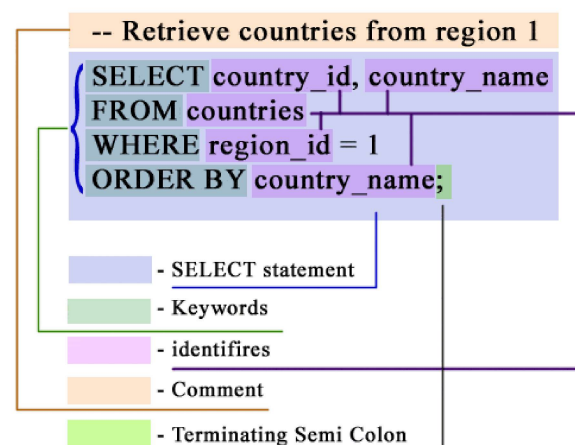 -- Retrieve countries from region 1
SELECT country_id, country_name
FROM countries
WHERE region_id = 1
ORDER BY country_name;
- SELECT statement
- Keywords
- identifires
- Comment
- Terminating Semi Colon